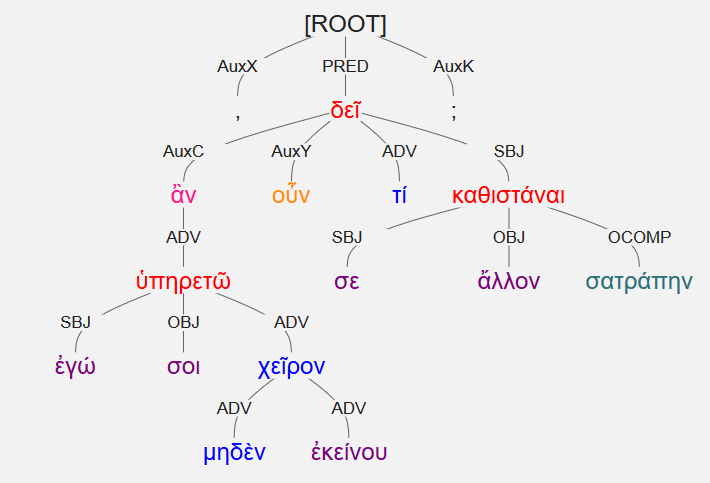 [ROOT]
AuxX PRED AuxK
, δεῖ ;
AuxC AuxY ADV SBJ
ἂν οὖν τί καθιστάναι
ADV SBJ OBJ OCOMP
ὑπηρετῶ σε ἄλλον σατράπην
SBJ OBJ ADV
ἐγώ σοι χεῖρον
ADV ADV
μηδὲν ἐκείνου